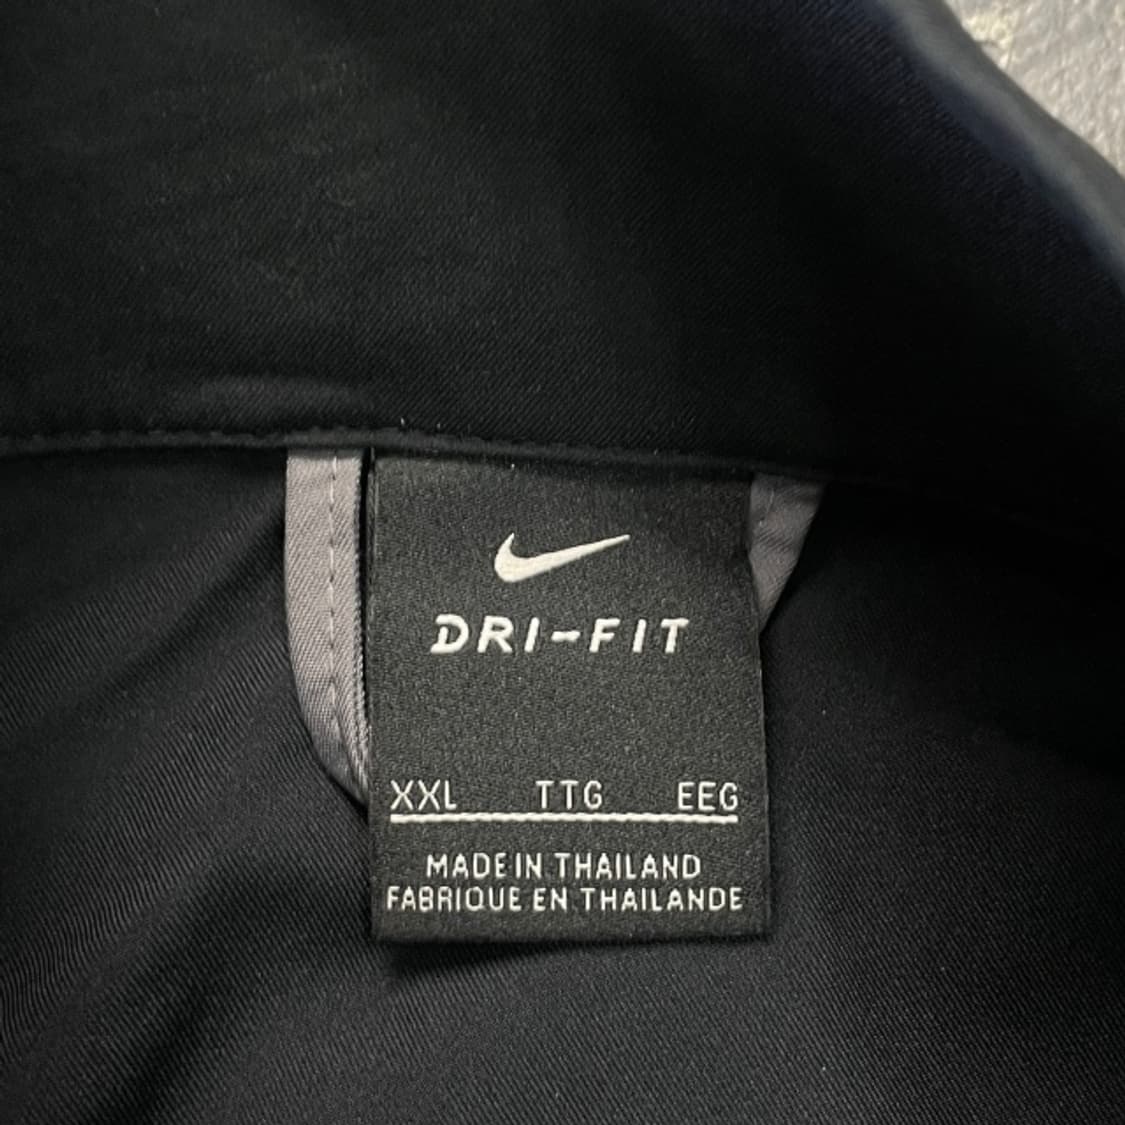 DRI-FIT
XXL TTG EEG
MADE IN THAILAND
FABRIQUE EN THAILANDE